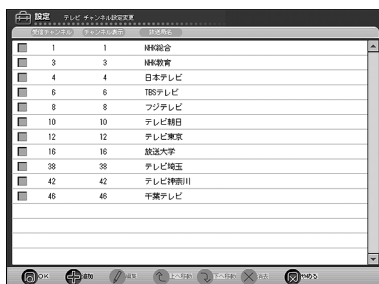 設定 テレビ チャンネル設定変更
受信チャンネル チャンネル表示 放送局名
1 1 NHK総合
3 3 NHK教育
4 4 日本テレビ
6 6 TBSテレビ
8 8 フジテレビ
10 10 テレビ朝日
12 12 テレビ東京
16 16 放送大学
38 38 テレビ埼玉
42 42 テレビ神奈川
46 46 千葉テレビ
OK 追加 編集 上へ移動 下へ移動 消去 やめる